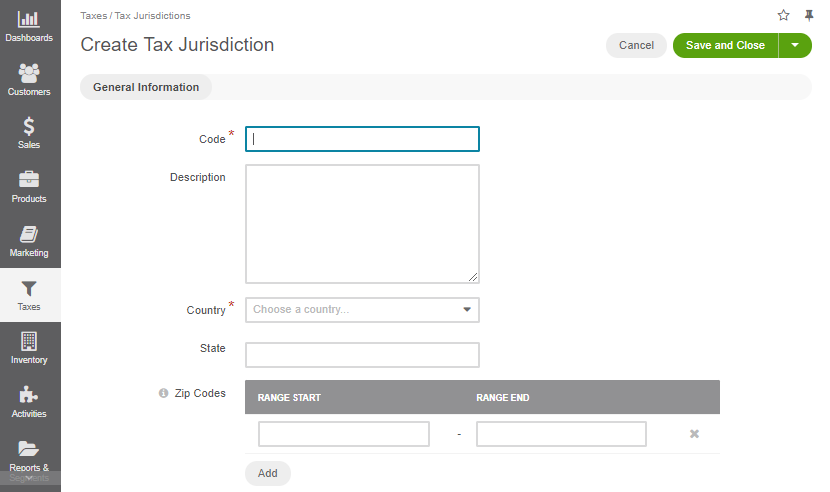 Dashboards
Customers
Sales
Products
Marketing
Taxes
Inventory
Activities
Reports &
Segments
Taxes / Tax Jurisdictions
Create Tax Jurisdiction
Cancel
Save and Close
General Information
Code *
Description
Country *
Choose a country...
State
Zip Codes
RANGE START RANGE END
-
Add